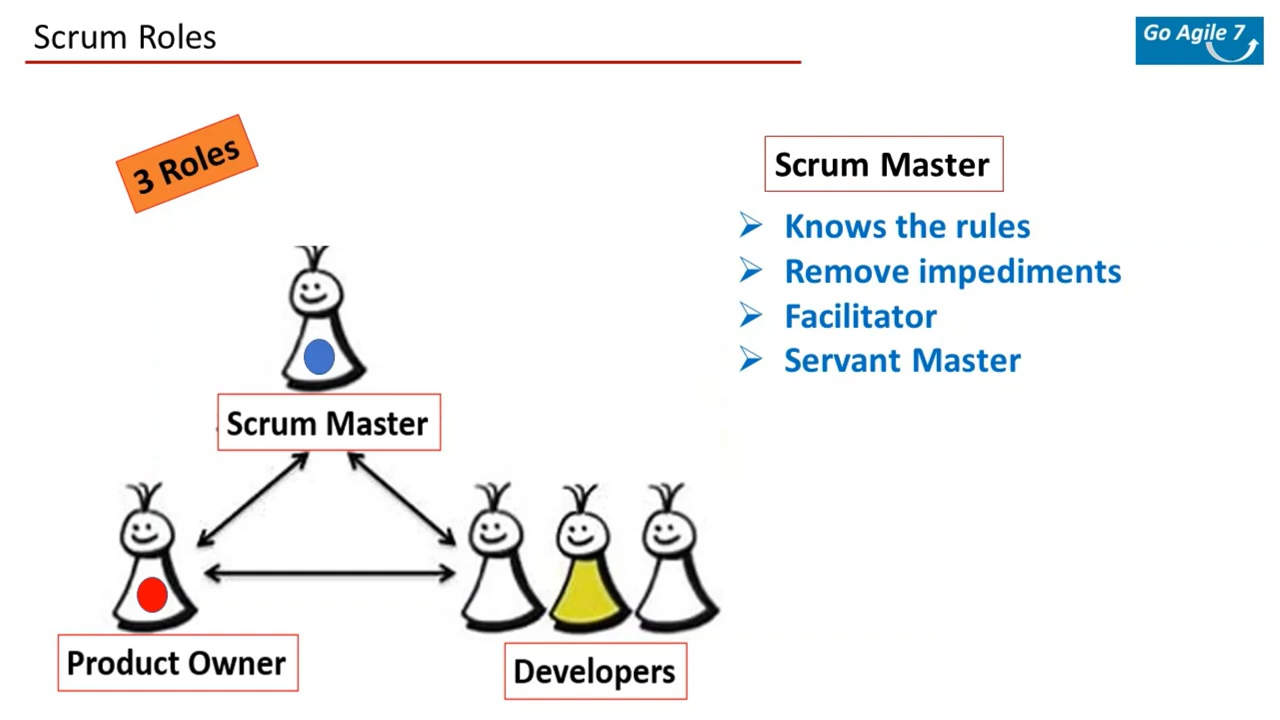 Scrum Roles
Go Agile 7
3 Roles
Scrum Master
Knows the rules
Remove impediments
Facilitator
Servant Master
Scrum Master
Product Owner
Developers